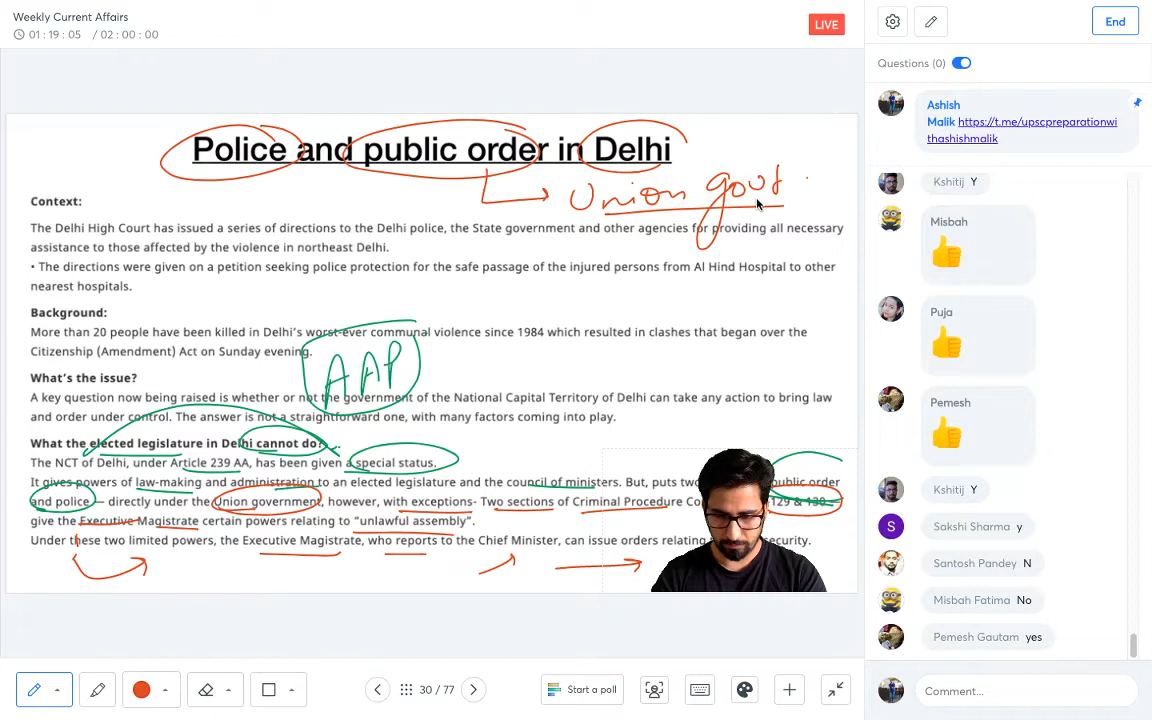 Weekly Current Affairs
01 : 19 : 05 / 02 : 00 : 00
LIVE
End
Questions (0)
Police and public order in Delhi
Union govt
Context:
The Delhi High Court has issued a series of directions to the Delhi police, the State government and other agencies for providing all necessary
assistance to those affected by the violence in northeast Delhi.
• The directions were given on a petition seeking police protection for the safe passage of the injured persons from Al Hind Hospital to other
nearest hospitals.
Background:
More than 20 people have been killed in Delhi's worst-ever communal violence since 1984 which resulted in clashes that began over the
Citizenship (Amendment) Act on Sunday evening.
AAP
What's the issue?
A key question now being raised is whether or not the government of the National Capital Territory of Delhi can take any action to bring law
and order under control. The answer is not a straightforward one, with many factors coming into play.
What the elected legislature in Delhi cannot do?
The NCT of Delhi, under Article 239 AA, has been given a special status.
It gives powers of law-making and administration to an elected legislature and the council of ministers. But, puts two public order
and police — directly under the Union government, however, with exceptions- Two sections of Criminal Procedure 129 & 130 —
give the Executive Magistrate certain powers relating to "unlawful assembly".
Under these two limited powers, the Executive Magistrate, who reports to the Chief Minister, can issue orders relating security.
30 / 77
Start a poll
Ashish
Malik https://t.me/upscpreparationwi
thashishmalik
Kshitij Y
Misbah
Puja
Pemesh
Kshitij Y
S
Sakshi Sharma y
Santosh Pandey N
Misbah Fatima No
Pemesh Gautam yes
Comment...